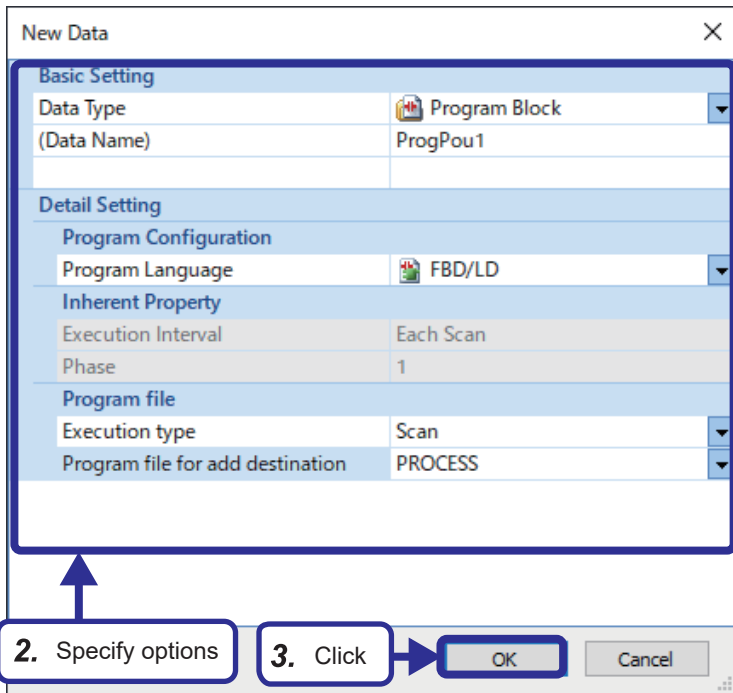 New Data
Basic Setting
Data Type Program Block
(Data Name) ProgPou1
Detail Setting
Program Configuration
Program Language FBD/LD
Inherent Property
Execution Interval Each Scan
Phase 1
Program file
Execution type Scan
Program file for add destination PROCESS
2. Specify options
3. Click
OK
Cancel